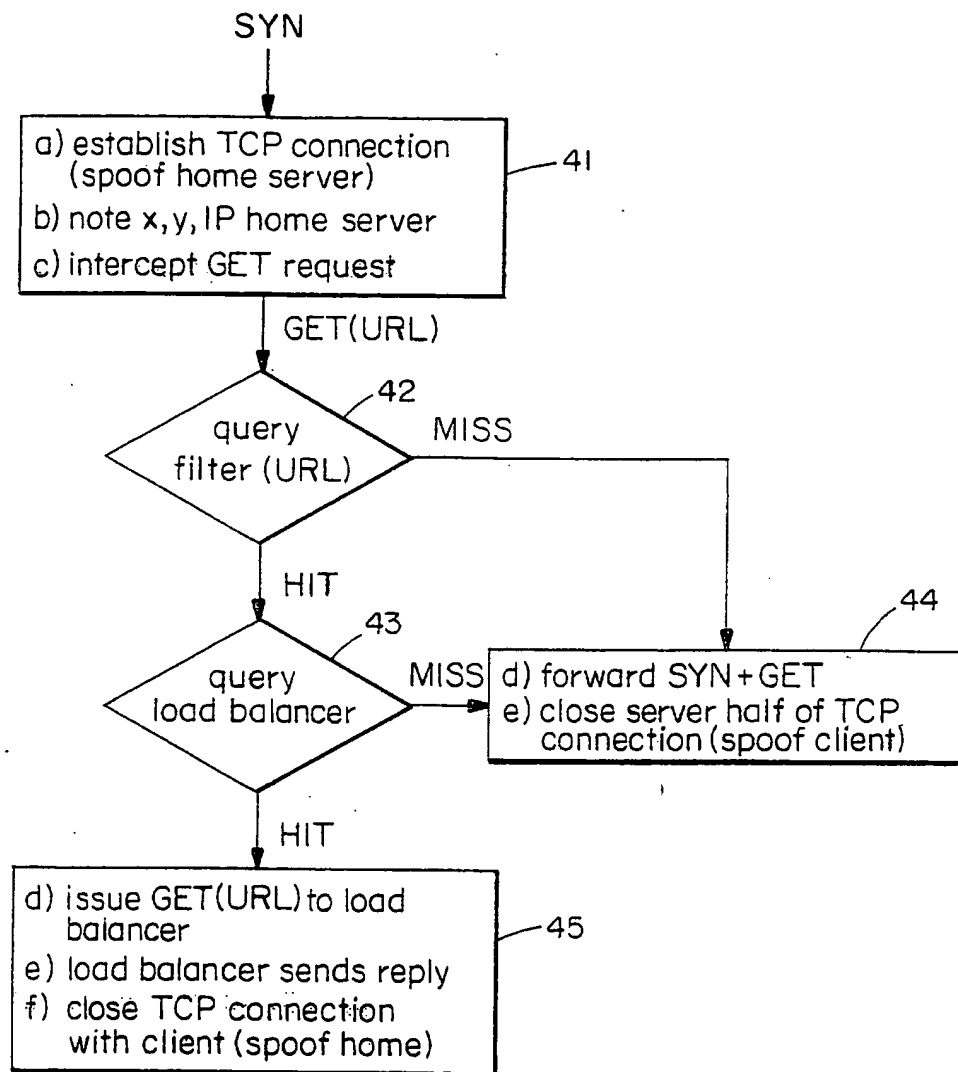 SYN
a) establish TCP connection
(spoof home server)
b) note x, y, IP home server
c) intercept GET request
41
GET(URL)
42
query
filter (URL)
MISS
HIT
43
query
load balancer
MISS
44
d) forward SYN+GET
e) close server half of TCP
connection (spoof client)
HIT
d) issue GET(URL) to load
balancer
e) load balancer sends reply
f) close TCP connection
with client (spoof home)
45